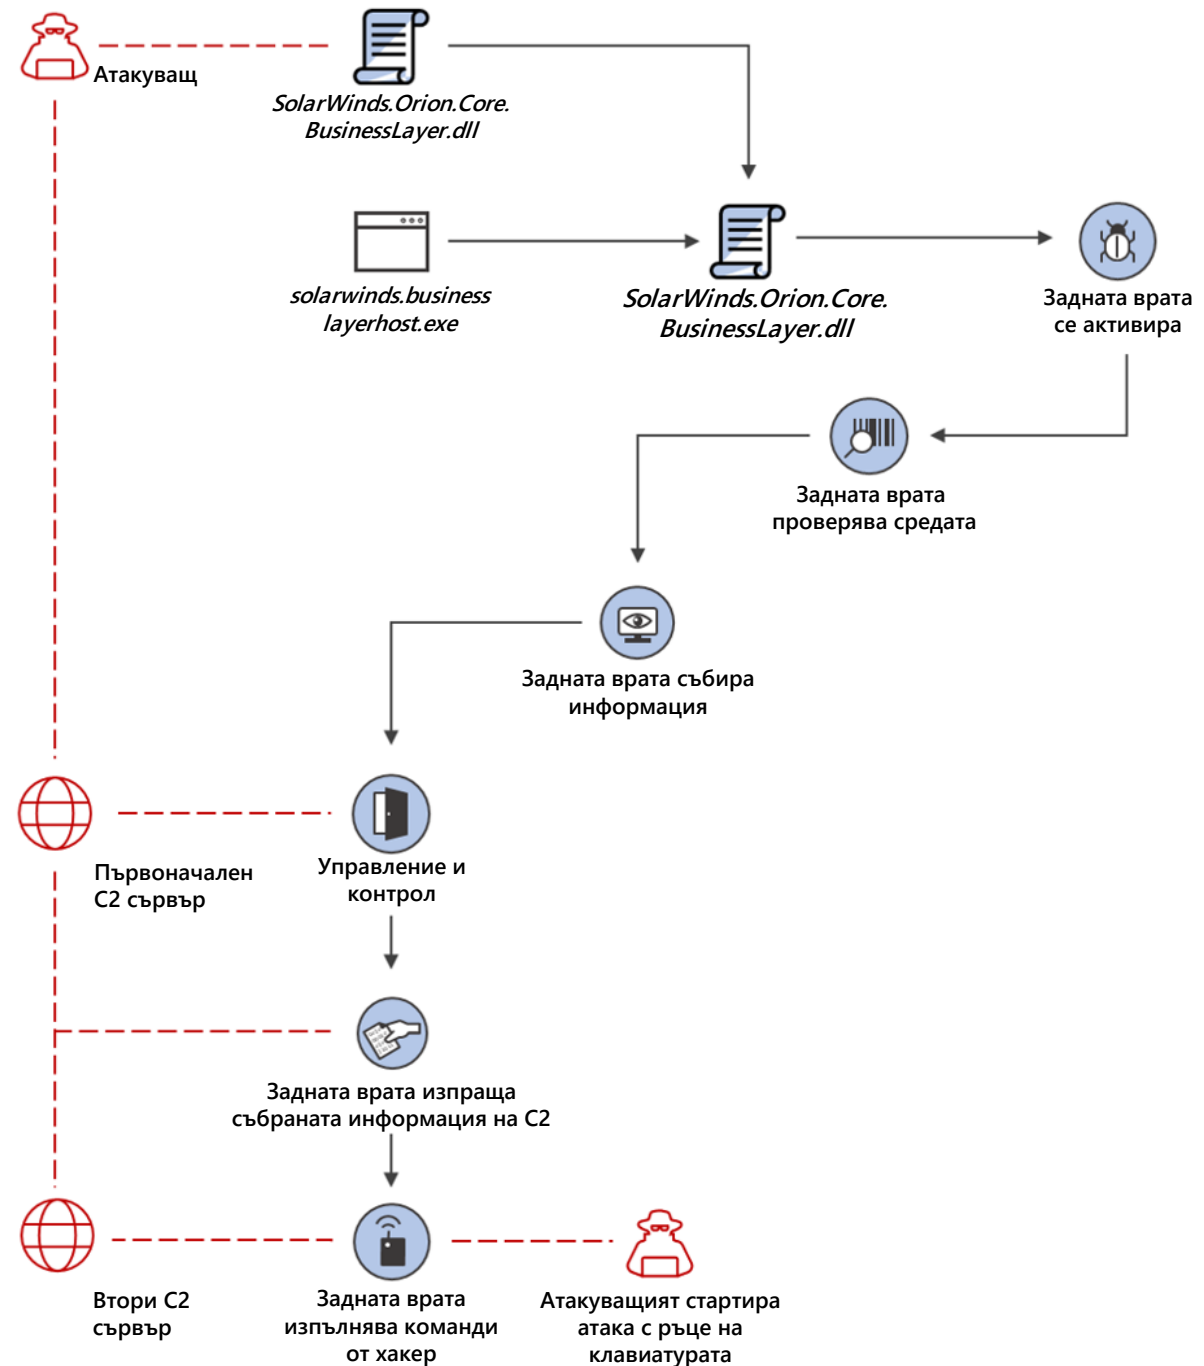 Атакуващ
SolarWinds.Orion.Core.
BusinessLayer.dll
solarwinds.business
layerhost.exe
SolarWinds.Orion.Core.
BusinessLayer.dll
Задната врата
се активира
Задната врата
проверява средата
Задната врата събира
информация
Първоначален
C2 сървър
Управление и
контрол
Задната врата изпраща
събраната информация на C2
Втори C2
сървър
Задната врата
изпълнява команди
от хакер
Атакуващият стартира
атака с ръце на
клавиатурата